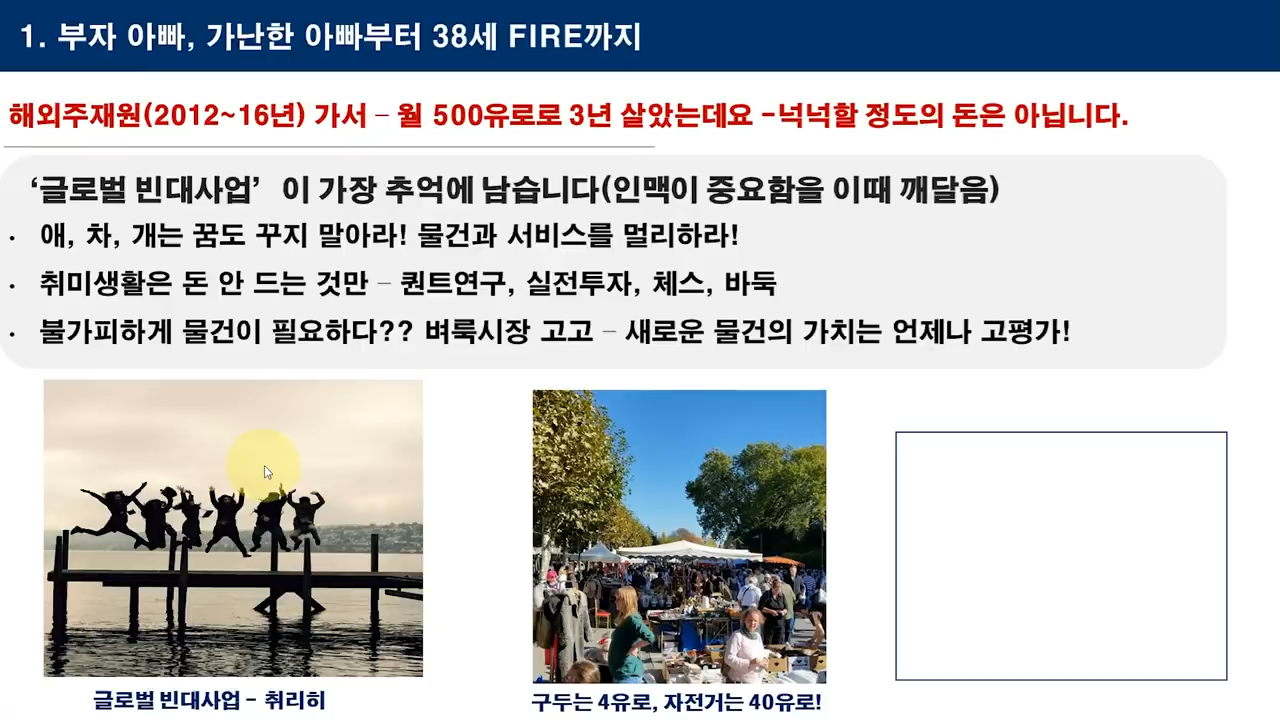 1. 부자 아빠, 가난한 아빠부터 38세 FIRE까지
해외주재원(2012~16년) 가서 – 월 500유로로 3년 살았는데요 -넉넉할 정도의 돈은 아닙니다.
‘글로벌 빈대사업’ 이 가장 추억에 남습니다(인맥이 중요함을 이때 깨달음)
• 애, 차, 개는 꿈도 꾸지 말아라! 물건과 서비스를 멀리하라!
• 취미생활은 돈 안 드는 것만 – 퀀트연구, 실전투자, 체스, 바둑
• 불가피하게 물건이 필요하다?? 벼룩시장 고고 – 새로운 물건의 가치는 언제나 고평가!
글로벌 빈대사업 - 취리히
구두는 4유로, 자전거는 40유로!